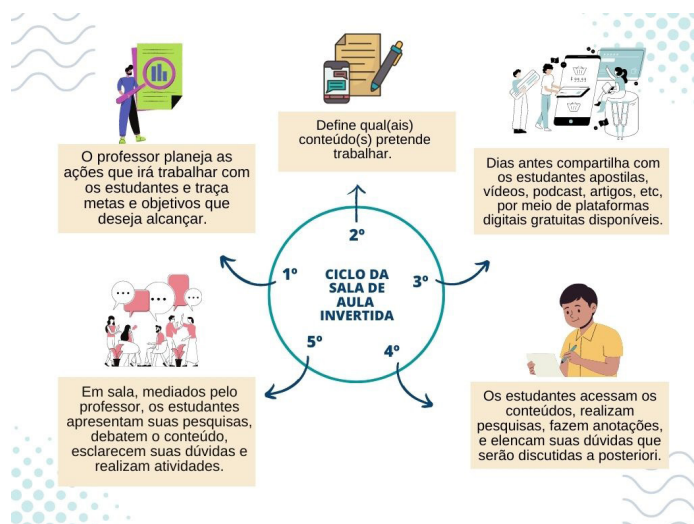 O professor planeja as
ações que irá trabalhar com
os estudantes e traça
metas e objetivos que
deseja alcançar.
Define qual(ais)
conteúdo(s) pretende
trabalhar.
Dias antes compartilha com
os estudantes apostilas,
vídeos, podcast, artigos, etc,
por meio de plataformas
digitais gratuitas disponíveis.
2º
1º
CICLO DA
SALA DE
AULA
INVERTIDA
3º
5º
4º
Em sala, mediados pelo
professor, os estudantes
apresentam suas pesquisas,
debatem o conteúdo,
esclarecem suas dúvidas e
realizam atividades.
Os estudantes acessam os
conteúdos, realizam
pesquisas, fazem anotações,
e elencam suas dúvidas que
serão discutidas a posteriori.